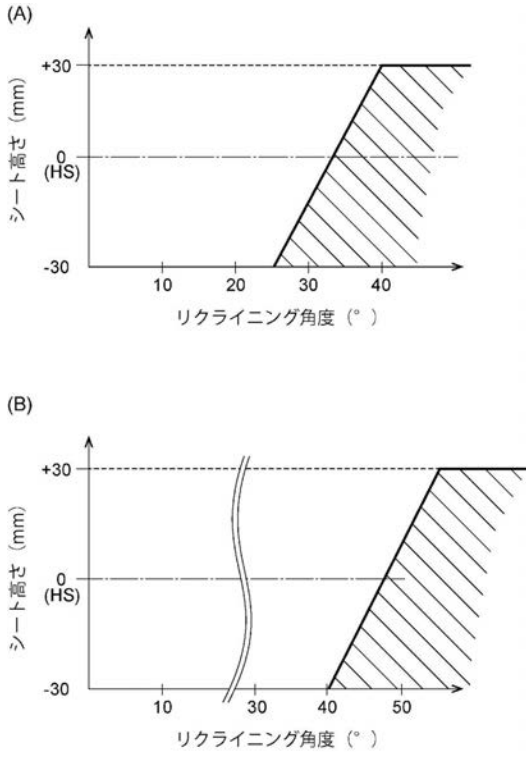 (A)
シート高さ（mm）
+30
0
(HS)
-30
10 20 30 40
リクライニング角度（°）
(B)
シート高さ（mm）
+30
0
(HS)
-30
10 30 40 50
リクライニング角度（°）